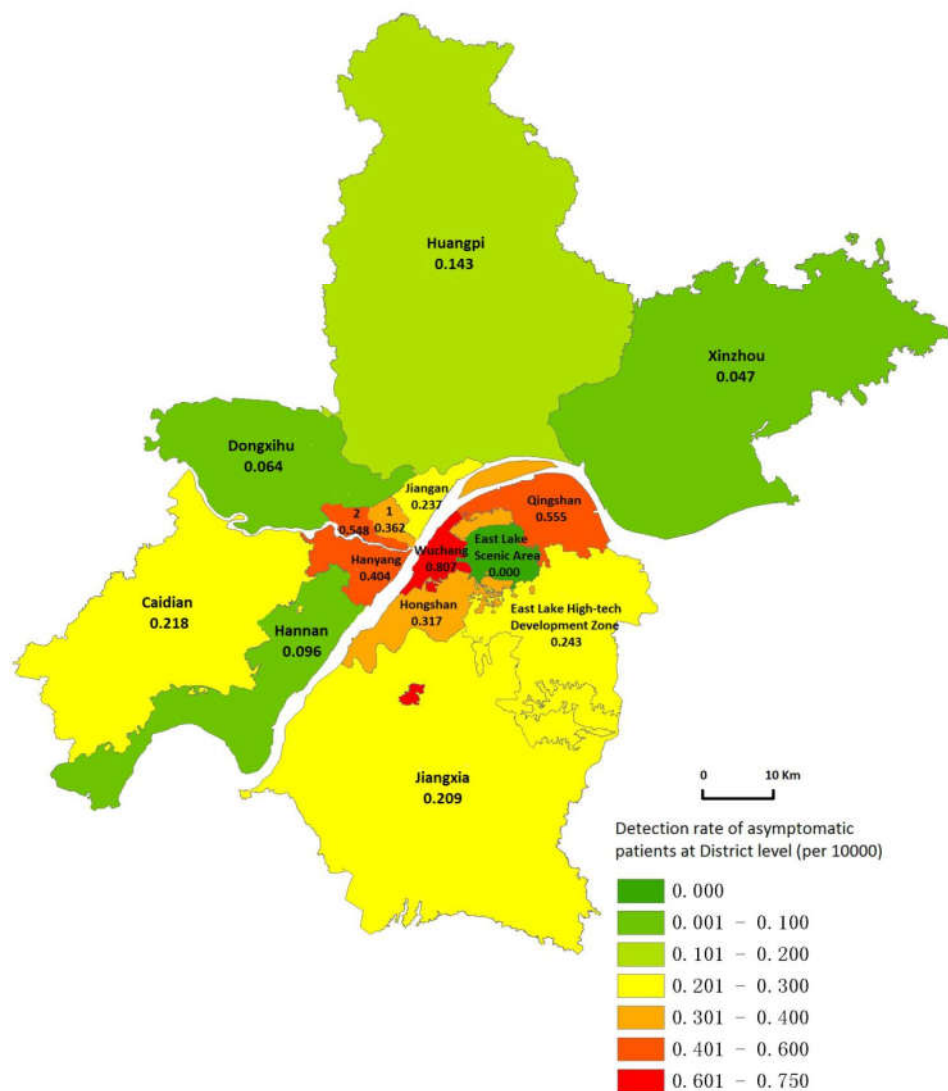 Huangpi
0.143
Xinzhou
0.047
Dongxihu
0.064
Jiangan
0.237
2
0.548
1
0.362
Qingshan
0.555
Wuchang
0.807
East Lake
Scenic Area
0.000
Hanyang
0.404
Caidian
0.218
Hannan
0.096
Hongshan
0.317
East Lake High-tech
Development Zone
0.243
Jiangxia
0.209
0 10 Km
Detection rate of asymptomatic
patients at District level (per 10000)
0.000
0.001 - 0.100
0.101 - 0.200
0.201 - 0.300
0.301 - 0.400
0.401 - 0.600
0.601 - 0.750